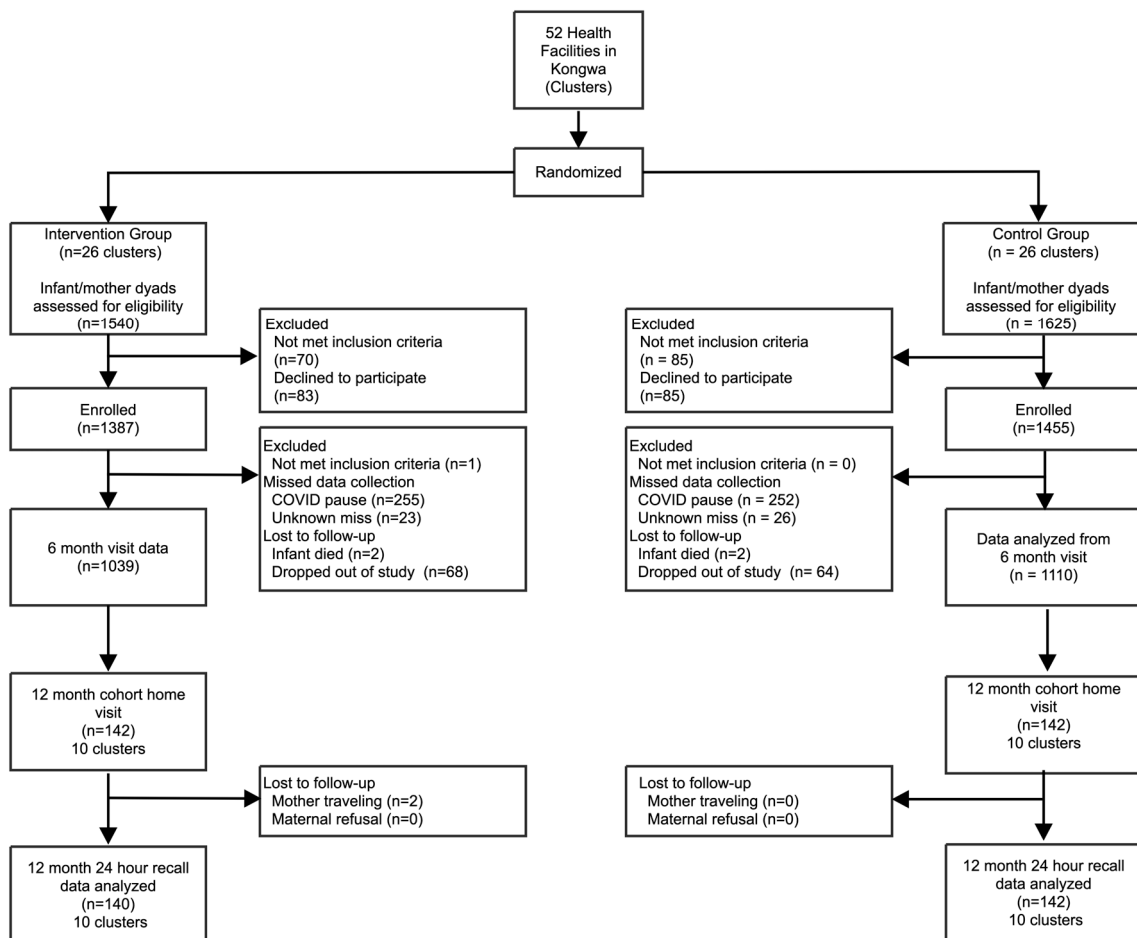 52 Health
Facilities in
Kongwa
(Clusters)
Randomized
Intervention Group
(n=26 clusters)
Infant/mother dyads
assessed for eligibility
(n=1540)
Control Group
(n = 26 clusters)
Infant/mother dyads
assessed for eligibility
(n = 1625)
Excluded
Not met inclusion criteria
(n=70)
Declined to participate
(n=83)
Excluded
Not met inclusion criteria
(n = 85)
Declined to participate
(n=85)
Enrolled
(n=1387)
Enrolled
(n=1455)
Excluded
Not met inclusion criteria (n=1)
Missed data collection
COVID pause (n=255)
Unknown miss (n=23)
Lost to follow-up
Infant died (n=2)
Dropped out of study (n=68)
Excluded
Not met inclusion criteria (n = 0)
Missed data collection
COVID pause (n = 252)
Unknown miss (n = 26)
Lost to follow-up
Infant died (n=2)
Dropped out of study (n= 64)
6 month visit data
(n=1039)
Data analyzed from
6 month visit
(n = 1110)
12 month cohort home
visit
(n=142)
10 clusters
12 month cohort home
visit
(n=142)
10 clusters
Lost to follow-up
Mother traveling (n=2)
Maternal refusal (n=0)
Lost to follow-up
Mother traveling (n=0)
Maternal refusal (n=0)
12 month 24 hour recall
data analyzed
(n=140)
10 clusters
12 month 24 hour recall
data analyzed
(n=142)
10 clusters